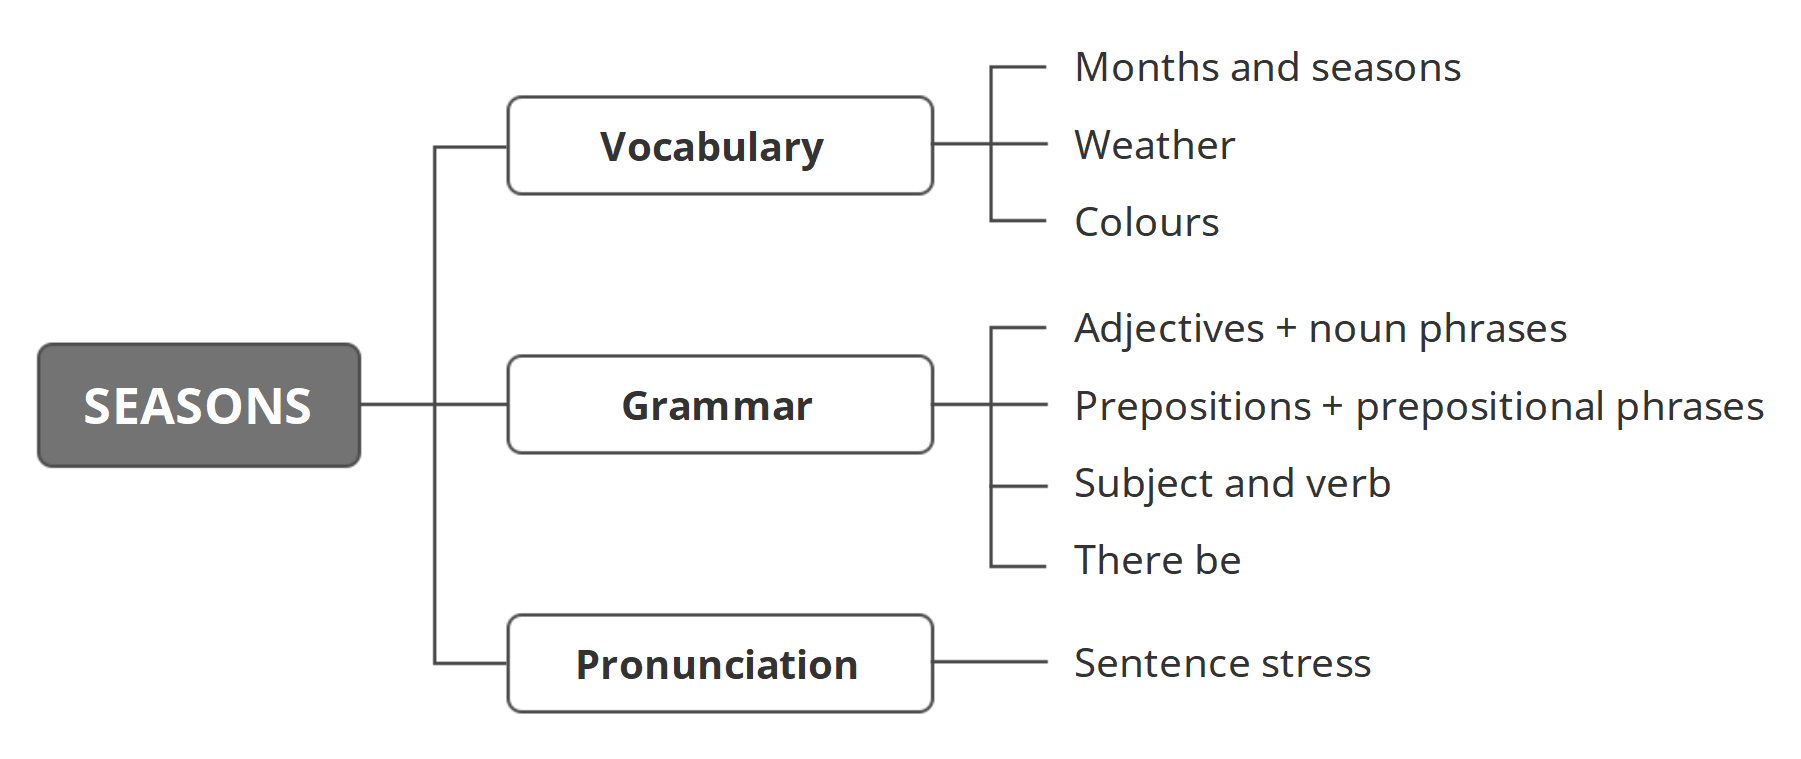 SEASONS
Vocabulary
Months and seasons
Weather
Colours
Grammar
Adjectives + noun phrases
Prepositions + prepositional phrases
Subject and verb
There be
Pronunciation
Sentence stress